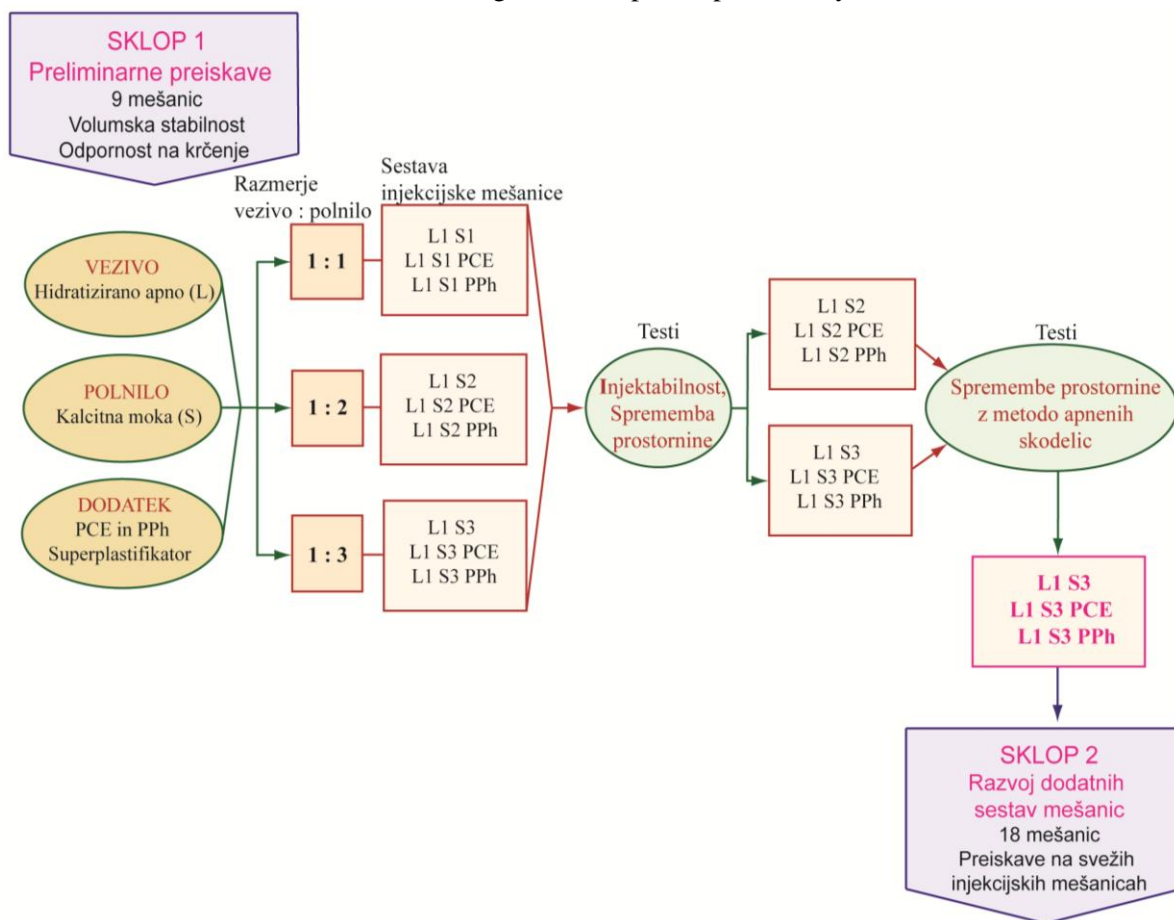 SKLOP 1
Preliminarne preiskave
9 mešanic
Volumska stabilnost
Odpornost na krčenje
Razmerje
vezivo : polnilo
Sestava
injekcijske mešanice
VEZIVO
Hidratizirano apno (L)
POLNILO
Kalcitna moka (S)
DODATEK
PCE in PPh
Superplastifikator
1 : 1
L1 S1
L1 S1 PCE
L1 S1 PPh
1 : 2
L1 S2
L1 S2 PCE
L1 S2 PPh
1 : 3
L1 S3
L1 S3 PCE
L1 S3 PPh
Testi
Injektabilnost,
Sprememba
prostornine
L1 S2
L1 S2 PCE
L1 S2 PPh
L1 S3
L1 S3 PCE
L1 S3 PPh
Testi
Spremembe prostornine
z metodo apnenih
skodelic
L1 S3
L1 S3 PCE
L1 S3 PPh
SKLOP 2
Razvoj dodatnih
sestav mešanic
18 mešanic
Preiskave na svežih
injekcijskih mešanicah